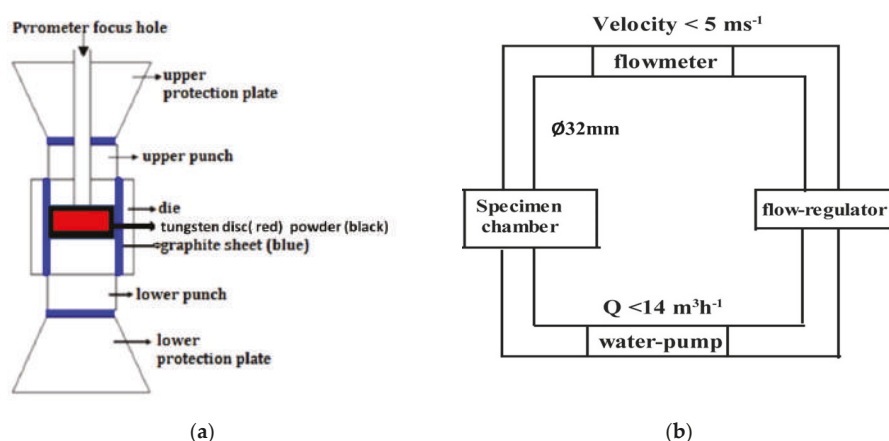 Pyrometer focus hole
upper
protection plate
upper punch
die
tungsten disc( red) powder (black)
graphite sheet (blue)
lower punch
lower
protection plate
(a)
Velocity < 5 ms⁻¹
flowmeter
Ø32mm
Specimen
chamber
flow-regulator
Q <14 m³h⁻¹
water-pump
(b)